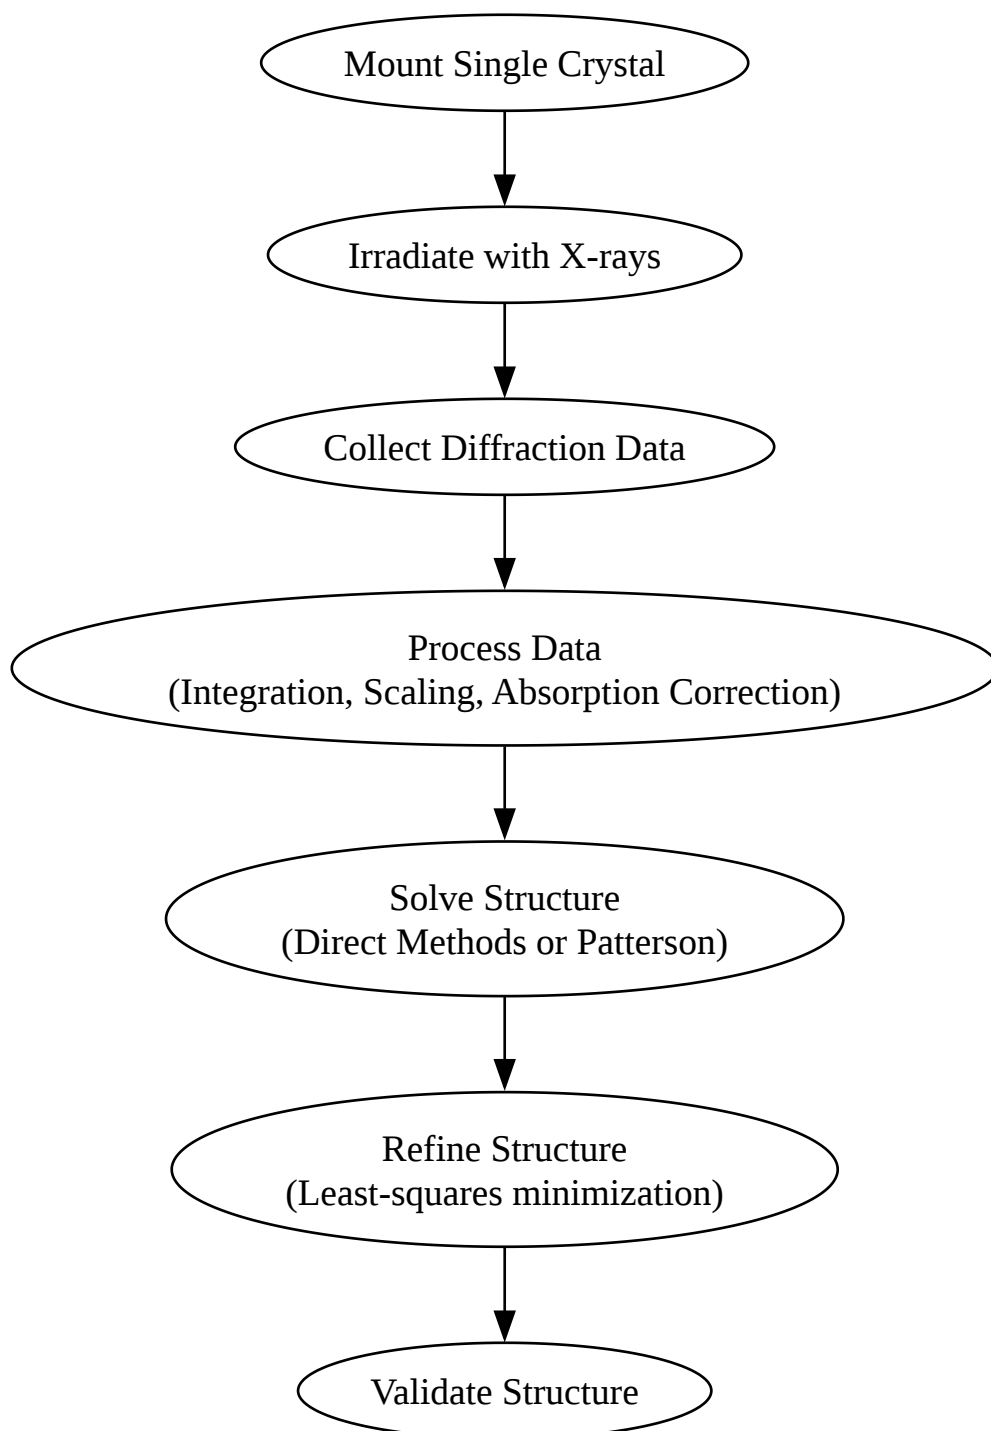 Mount Single Crystal
Irradiate with X-rays
Collect Diffraction Data
Process Data
(Integration, Scaling, Absorption Correction)
Solve Structure
(Direct Methods or Patterson)
Refine Structure
(Least-squares minimization)
Validate Structure